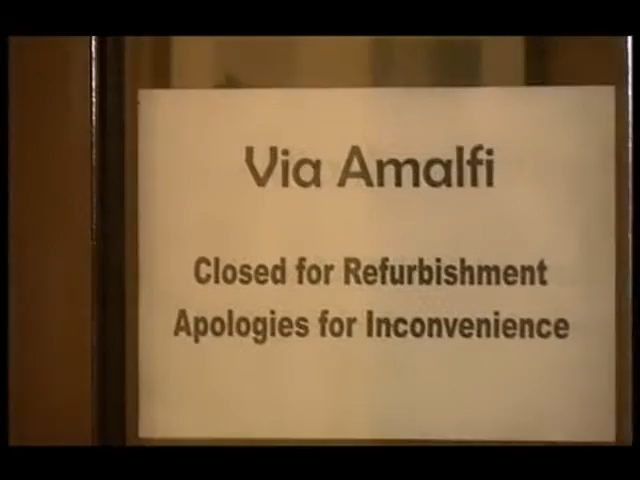 Via Amalfi
Closed for Refurbishment
Apologies for Inconvenience